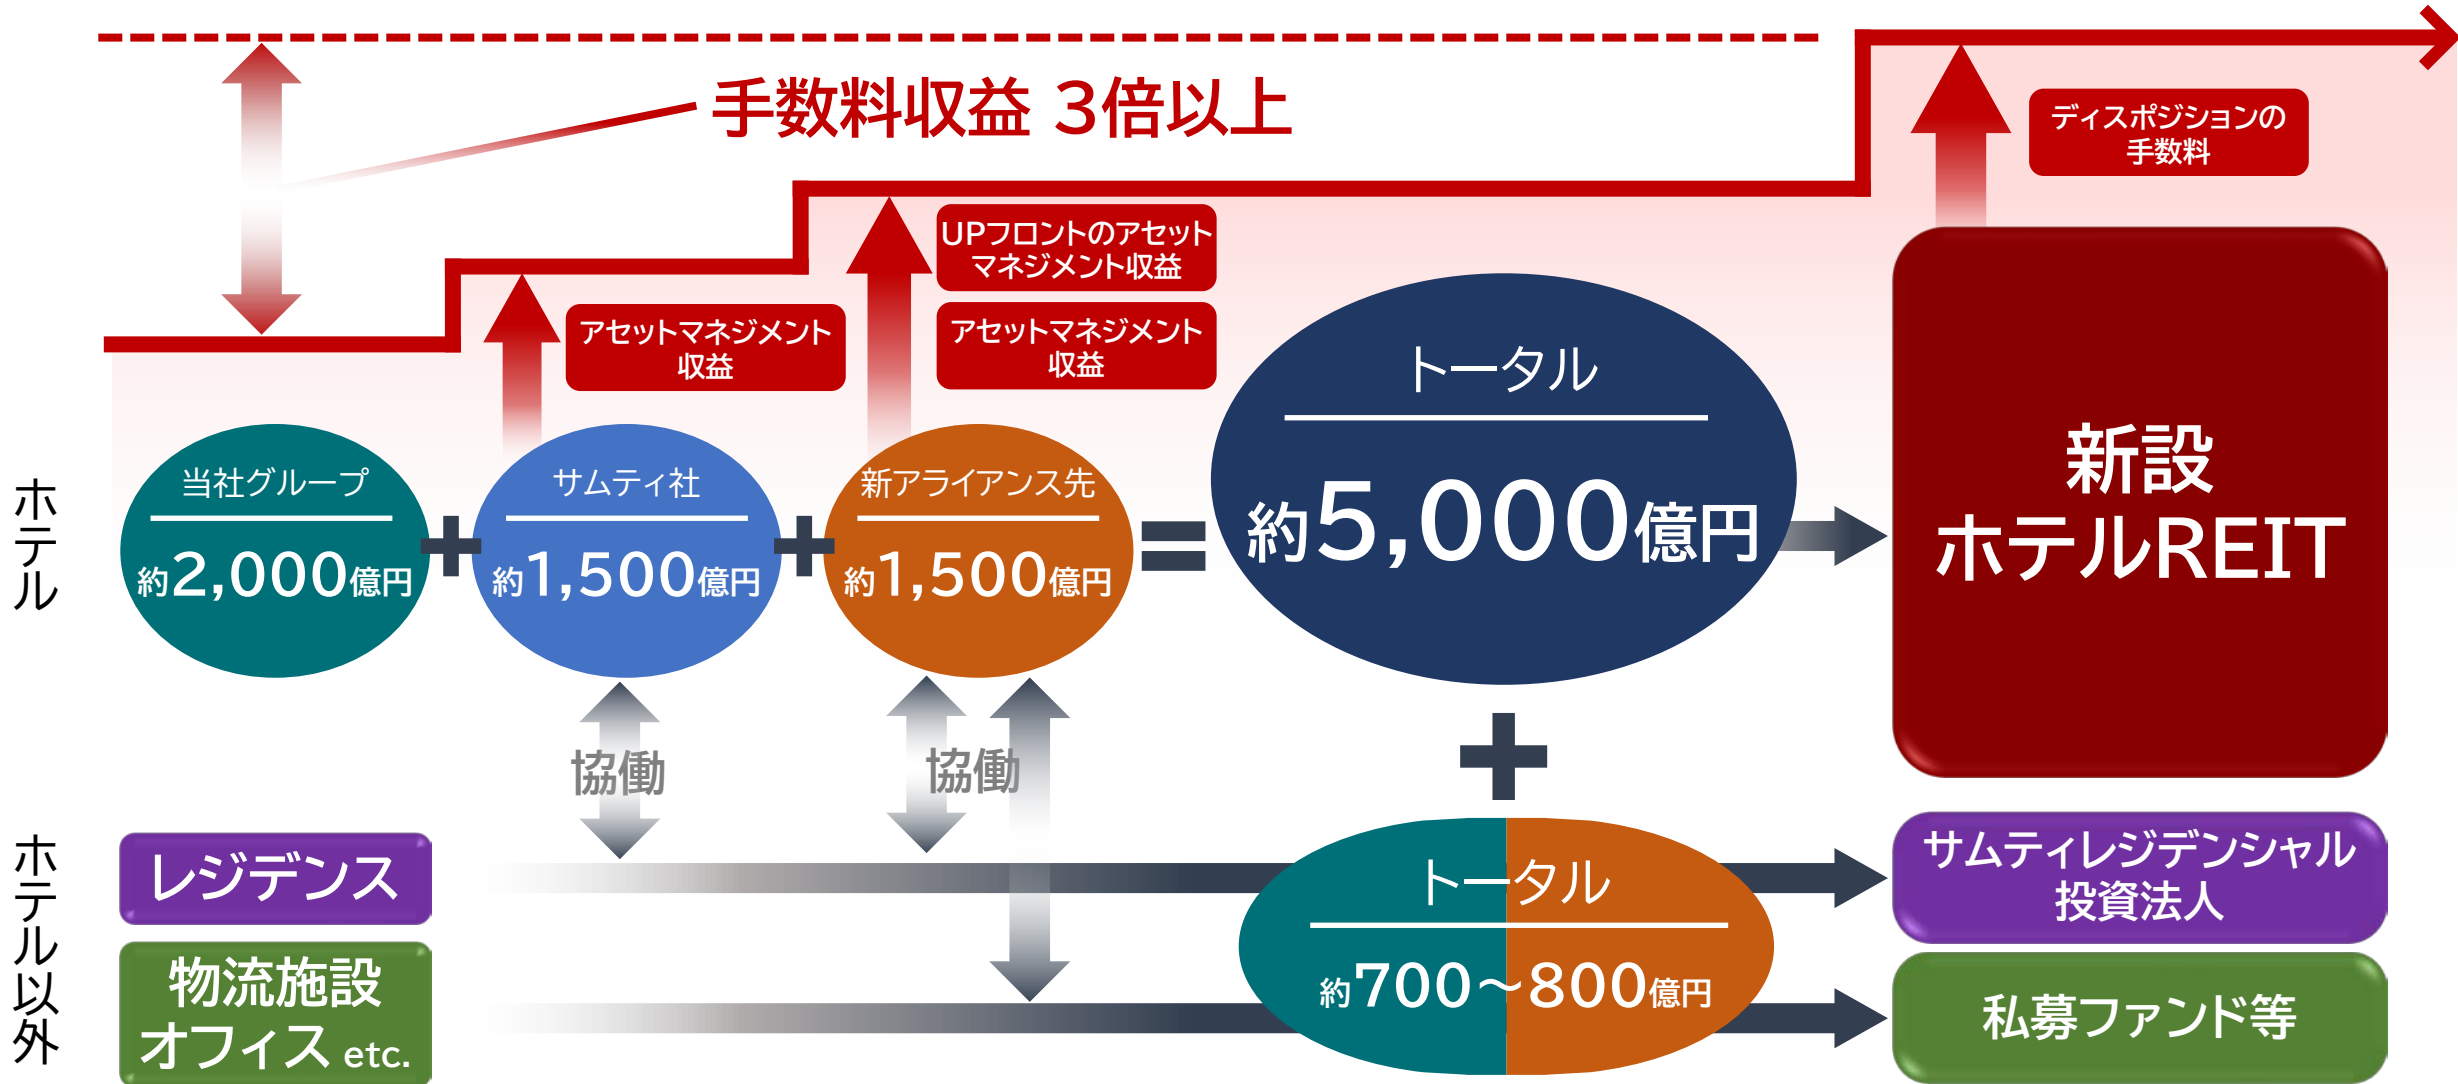 手数料収益 3倍以上
ディスポジションの
手数料
UPフロントのアセット
マネジメント収益
アセットマネジメント
収益
アセットマネジメント
収益
ホテル
当社グループ
約2,000億円
+
サムティ社
約1,500億円
+
新アライアンス先
約1,500億円
=
トータル
約5,000億円
新設
ホテルREIT
協働
協働
+
ホテル以外
レジデンス
物流施設
オフィス etc.
トータル
約700～800億円
サムティレジデンシャル
投資法人
私募ファンド等